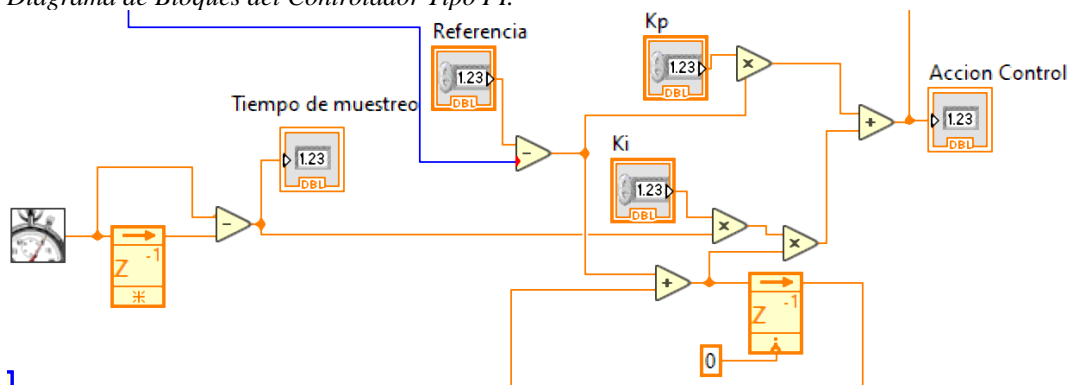 Diagrama de Bloques del Controlador Tipo PI.
Referencia
1.23
DBL
Kp
1.23
DBL
Accion Control
1.23
DBL
Tiempo de muestreo
1.23
DBL
Ki
1.23
DBL
Z -1
Z -1
0